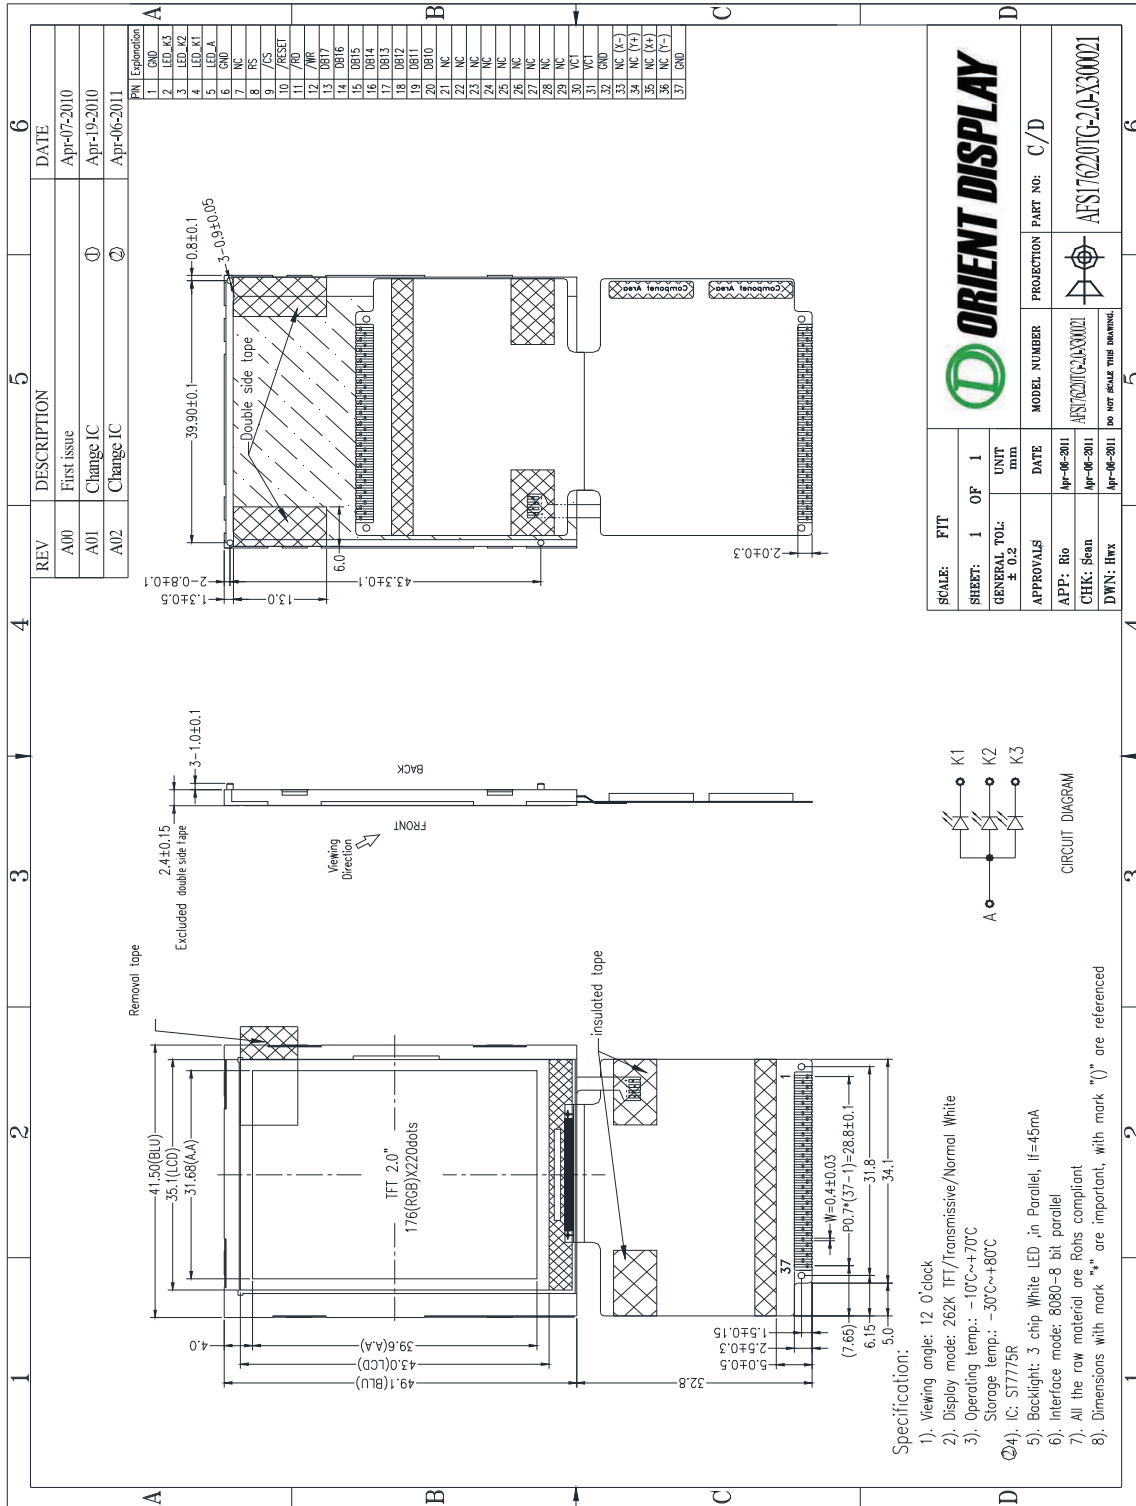 1
2
3
4
5
6
A
B
C
D
REV DESCRIPTION DATE
A00 First issue Apr-07-2010
A01 Change IC ① Apr-19-2010
A02 Change IC ② Apr-06-2011
PIN Explanation
1 GND
2 LED_K3
3 LED_K2
4 LED_K1
5 LED_A
6 GND
7 NC
8 RS
9 /CS
10 /RESET
11 /RD
12 /WR
13 DB17
14 DB16
15 DB15
16 DB14
17 DB13
18 DB12
19 DB11
20 DB10
21 NC
22 NC
23 NC
24 NC
25 NC
26 NC
27 NC
28 NC
29 NC
30 VCI
31 VCI
32 GND
33 NC (X-)
34 NC (Y+)
35 NC (X+)
36 NC (Y-)
37 GND
Removal tape
41.50(BLU)
35.1(LCD)
31.68(A.A)
4.0
39.6(A.A)
43.0(LCD)
49.1(BLU)
32.8
TFT 2.0"
176(RGB)X220dots
insulated tape
37
1
W=0.4±0.03
P0.7*(37-1)=28.8±0.1
31.8
34.1
(7.65)
6.15
5.0
1.5±0.15
2.5±0.3
5.0±0.5
2.4±0.15
Excluded double side tape
3-1.0±0.1
Viewing
Direction
FRONT
BACK
39.90±0.1
0.8±0.1
3-0.9±0.05
Double side tape
6.0
1.3±0.5
2-0.8±0.1
13.0
43.3±0.1
Component Area
Component Area
2.0±0.3
Specification:
1). Viewing angle: 12 O'clock
2). Display mode: 262K TFT/Transmissive/Normal White
3). Operating temp.: -10°C~+70°C
Storage temp.: -30°C~+80°C
②4). IC: ST7775R
5). Backlight: 3 chip White LED ,in Parallel, If=45mA
6). Interface mode: 8080-8 bit parallel
7). All the raw material are Rohs compliant
8). Dimensions with mark "*" are important, with mark "()" are referenced
A
K1
K2
K3
CIRCUIT DIAGRAM
SCALE: FIT
SHEET: 1 OF 1
GENERAL TOL: ± 0.2
UNIT mm
APPROVALS DATE
APP: Rio Apr-06-2011
CHK: Sean Apr-06-2011
DWN: Hwx Apr-06-2011
D ORIENT DISPLAY
MODEL NUMBER PROJECTION PART NO: C/D
AFS176220TG-2.0-X300021
AFS176220TG-2.0-X300021
DO NOT SCALE THIS DRAWING.
1
2
3
4
5
6
A
B
C
D